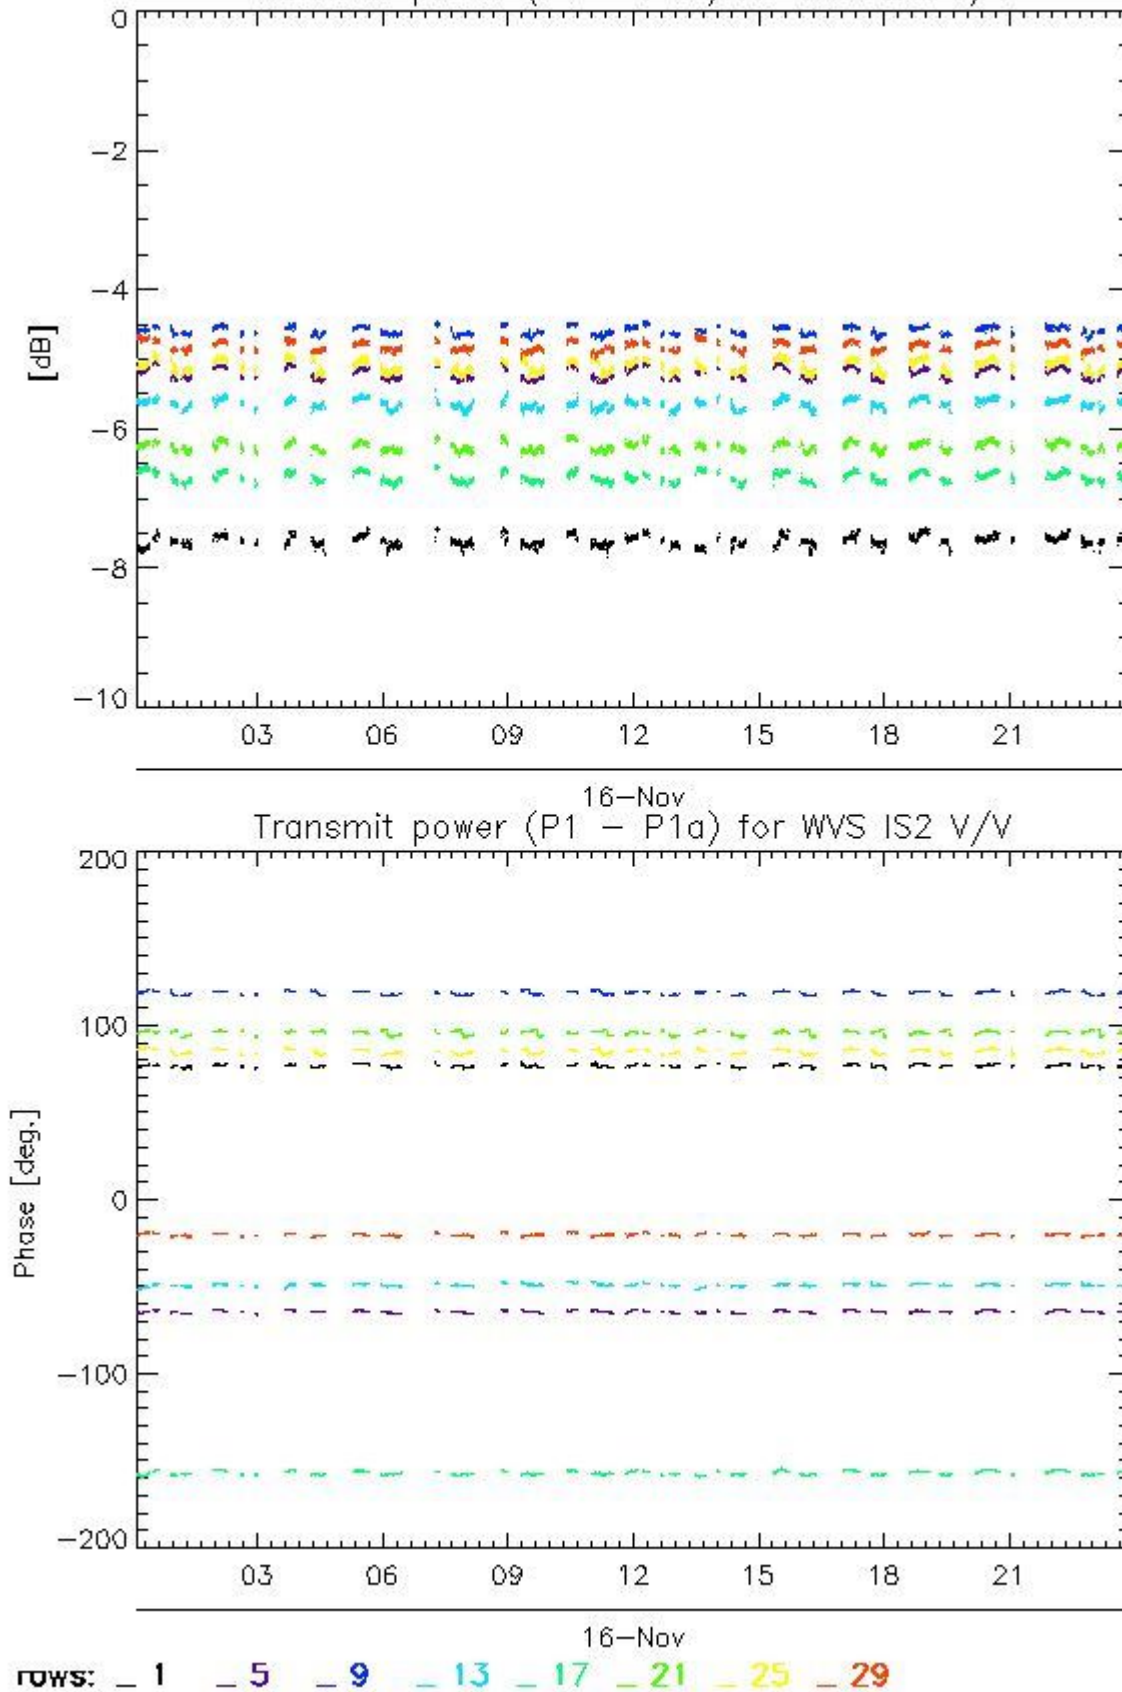 0
-2
-4
-6
-8
-10
[dB]
03 06 09 12 15 18 21
16-Nov
Transmit power (P1 - P1a) for WVS IS2 V/V
200
100
0
-100
-200
Phase [deg.]
03 06 09 12 15 18 21
16-Nov
rows: _ 1 _ 5 _ 9 _ 13 _ 17 _ 21 _ 25 _ 29